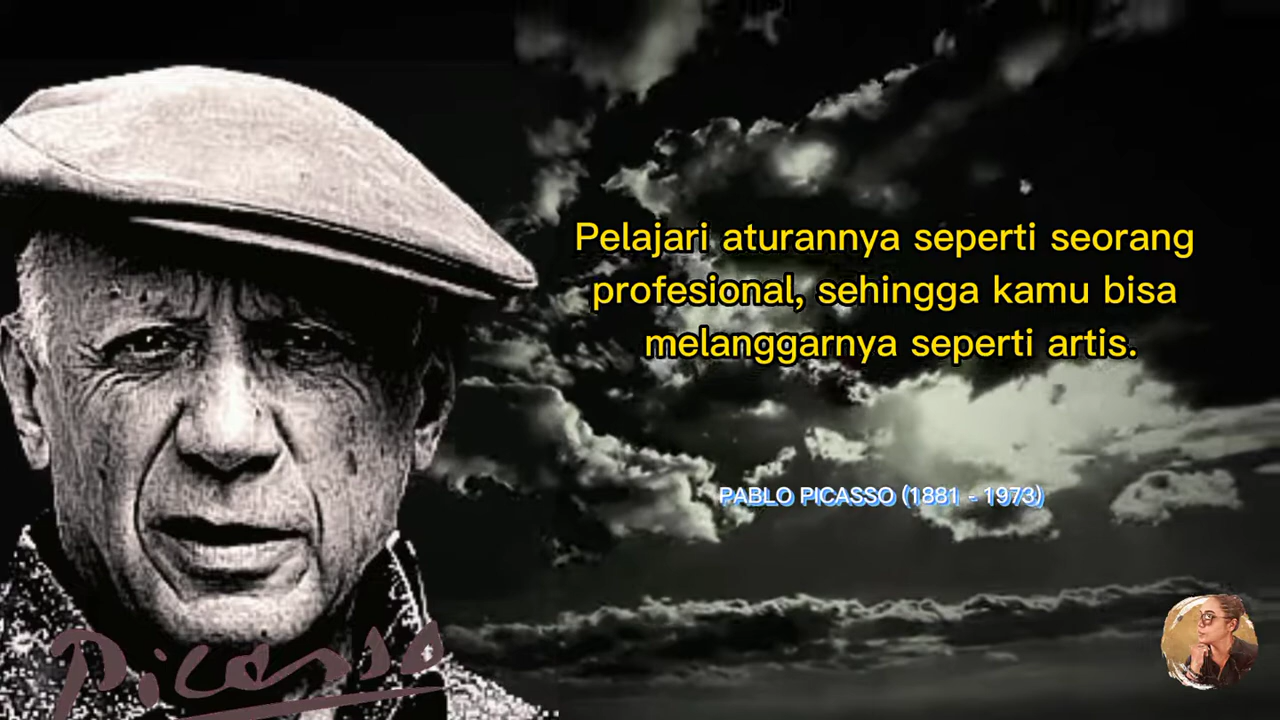 Pelajari aturannya seperti seorang
profesional, sehingga kamu bisa
melanggarnya seperti artis.
PABLO PICASSO (1881 - 1973)
Picasso